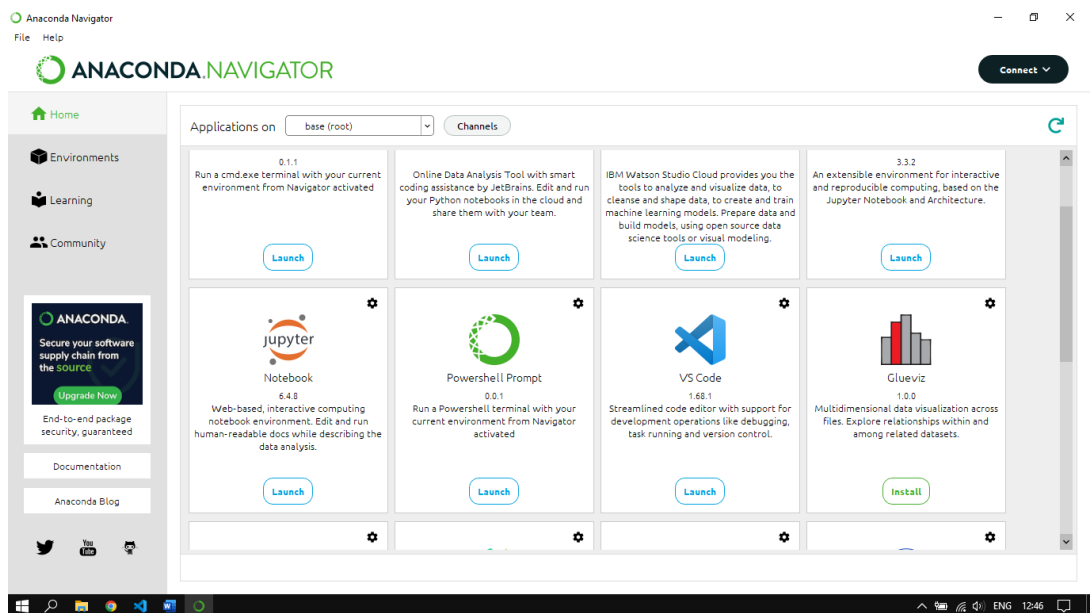 Anaconda Navigator
File Help
ANACONDA.NAVIGATOR
Connect
Home
Environments
Learning
Community
ANACONDA.
Secure your software
supply chain from
the source
Upgrade Now
End-to-end package
security, guaranteed
Documentation
Anaconda Blog
You
Tube
Applications on base (root) Channels
0.1.1
Run a cmd.exe terminal with your current
environment from Navigator activated
Launch
Online Data Analysis Tool with smart
coding assistance by JetBrains. Edit and run
your Python notebooks in the cloud and
share them with your team.
Launch
IBM Watson Studio Cloud provides you the
tools to analyze and visualize data, to
cleanse and shape data, to create and train
machine learning models. Prepare data and
build models, using open source data
science tools or visual modeling.
Launch
3.3.2
An extensible environment for interactive
and reproducible computing, based on the
Jupyter Notebook and Architecture.
Launch
jupyter
Notebook
6.4.8
Web-based, interactive computing
notebook environment. Edit and run
human-readable docs while describing the
data analysis.
Launch
Powershell Prompt
0.0.1
Run a Powershell terminal with your
current environment from Navigator
activated
Launch
VS Code
1.68.1
Streamlined code editor with support for
development operations like debugging,
task running and version control.
Launch
Glueviz
1.0.0
Multidimensional data visualization across
files. Explore relationships within and
among related datasets.
Install
ENG 12:46